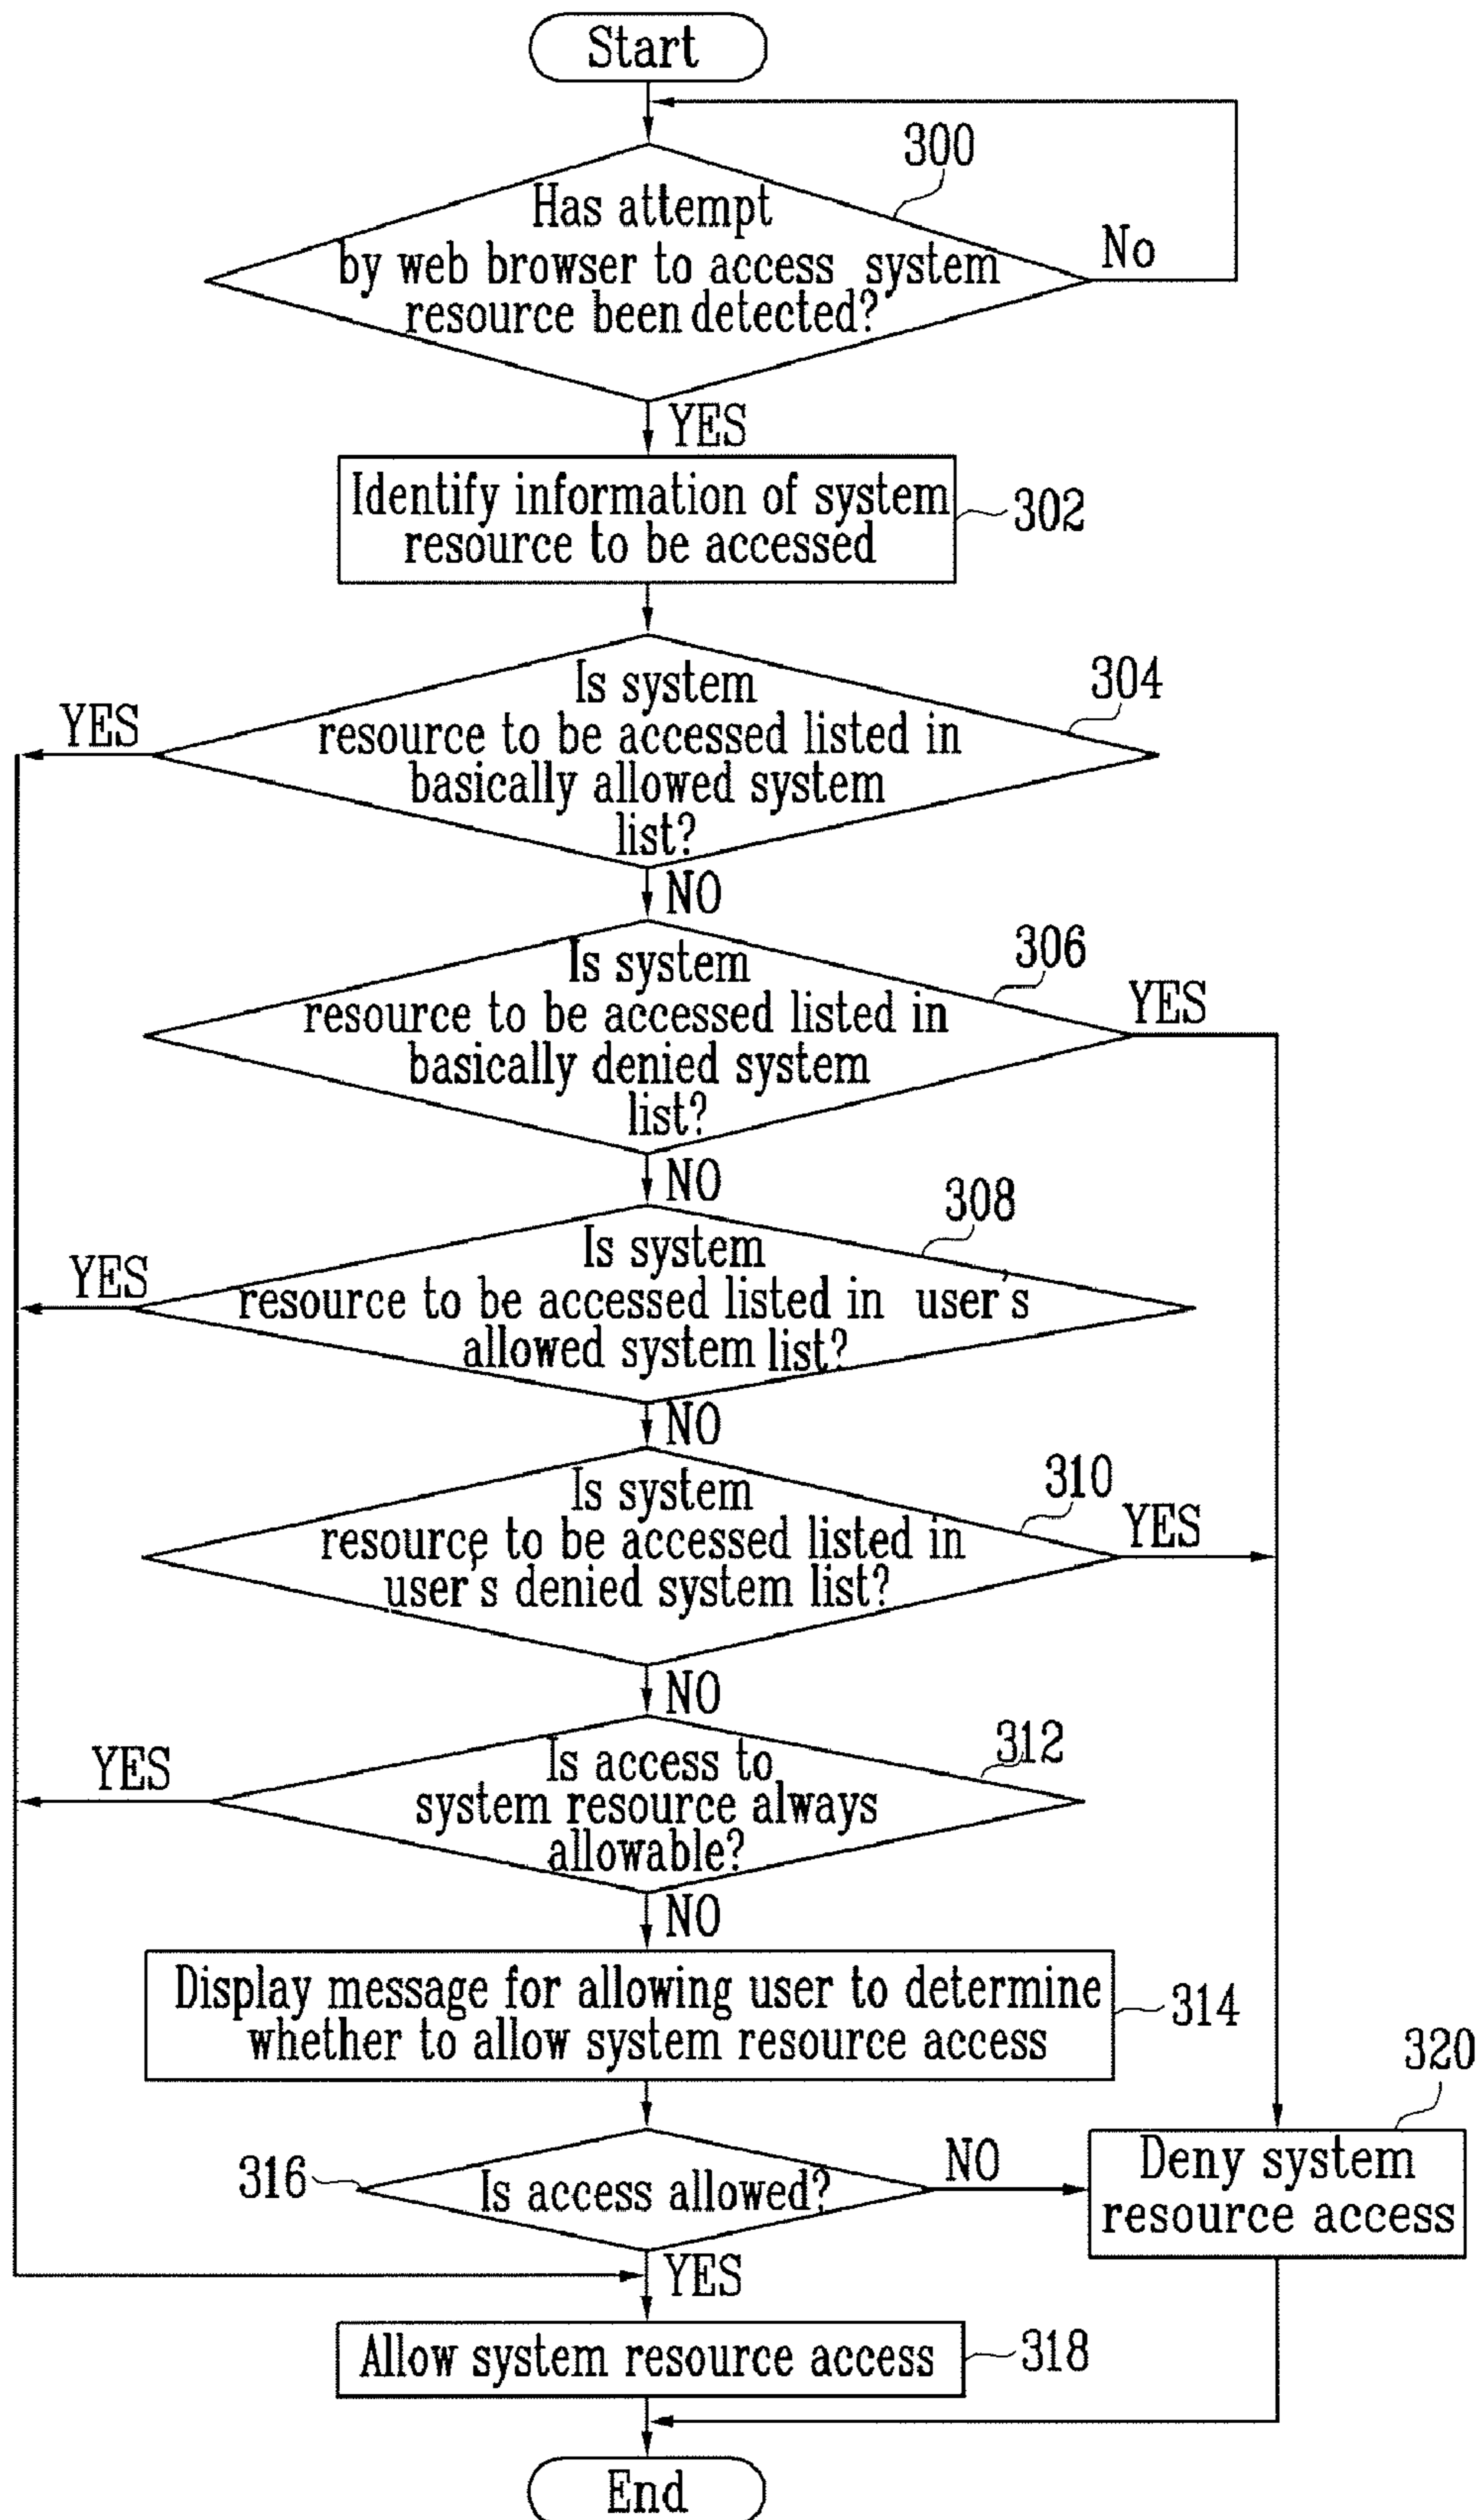 Start
300
Has attempt
by web browser to access system
resource been detected?
No
YES
Identify information of system
resource to be accessed
302
304
Is system
resource to be accessed listed in
basically allowed system
list?
YES
NO
306
Is system
resource to be accessed listed in
basically denied system
list?
YES
NO
308
Is system
resource to be accessed listed in user's
allowed system list?
YES
NO
310
Is system
resource to be accessed listed in
user's denied system list?
YES
NO
312
Is access to
system resource always
allowable?
YES
NO
Display message for allowing user to determine
whether to allow system resource access
314
320
316
Is access allowed?
NO
Deny system
resource access
YES
Allow system resource access
318
End